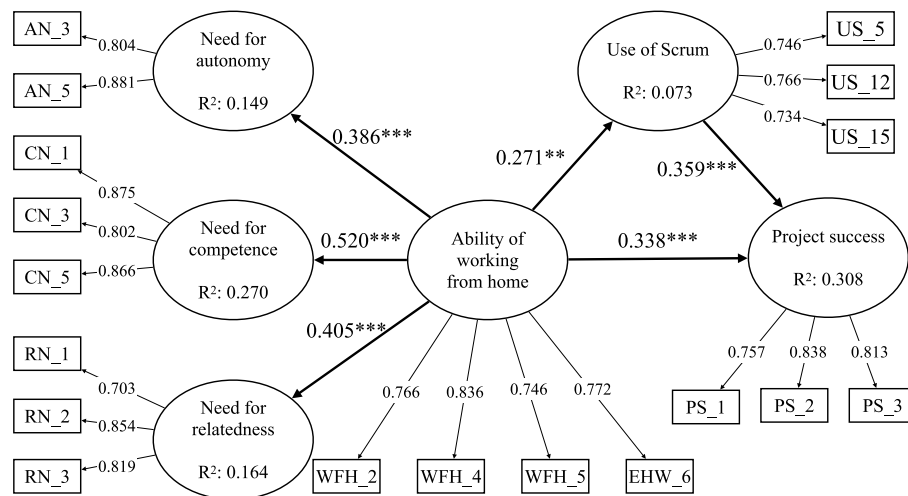 AN_3
0.804
AN_5
0.881
Need for
autonomy
R²: 0.149
Use of Scrum
R²: 0.073
0.746
US_5
0.766
US_12
0.734
US_15
0.386***
0.271**
0.359***
CN_1
0.875
CN_3
0.802
CN_5
0.866
Need for
competence
R²: 0.270
0.520***
Ability of
working
from home
0.338***
Project success
R²: 0.308
0.405***
RN_1
0.703
RN_2
0.854
RN_3
0.819
Need for
relatedness
R²: 0.164
0.766
0.836
0.746
0.772
WFH_2
WFH_4
WFH_5
EHW_6
0.757
0.838
0.813
PS_1
PS_2
PS_3